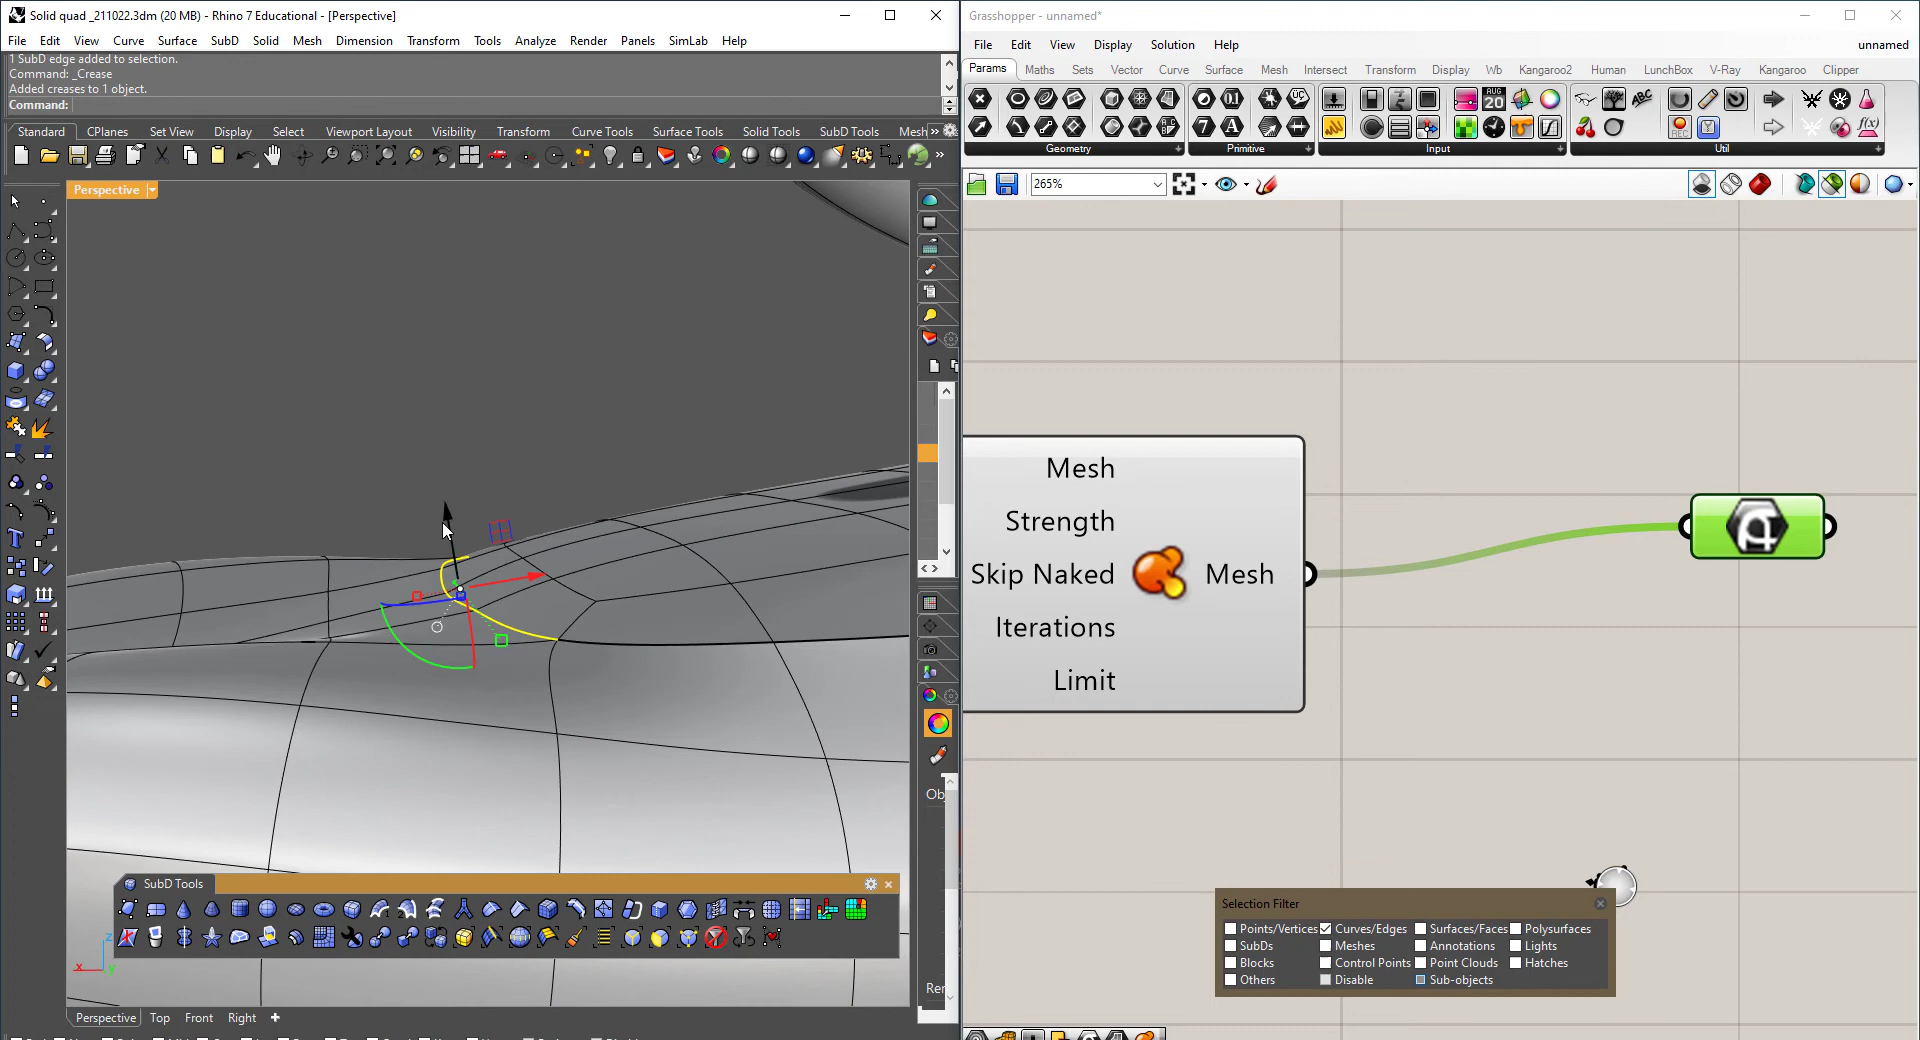 Solid quad _211022.3dm (20 MB) - Rhino 7 Educational - [Perspective]
File Edit View Curve Surface SubD Solid Mesh Dimension Transform Tools Analyze Render Panels SimLab Help
1 SubD edge added to selection.
Command: _Crease
Added creases to 1 object.
Command:
Standard CPlanes Set View Display Select Viewport Layout Visibility Transform Curve Tools Surface Tools Solid Tools SubD Tools Mesh »
Perspective
z
x
y
SubD Tools
Ob
Ren
Perspective Top Front Right
Grasshopper - unnamed*
File Edit View Display Solution Help
unnamed
Params Maths Sets Vector Curve Surface Mesh Intersect Transform Display Wb Kangaroo2 Human LunchBox V-Ray Kangaroo Clipper
Geometry Primitive Input Util
265%
Mesh
Strength
Skip Naked
Mesh
Iterations
Limit
Selection Filter
Points/Vertices Curves/Edges Surfaces/Faces Polysurfaces
SubDs Meshes Annotations Lights
Blocks Control Points Point Clouds Hatches
Others Disable Sub-objects